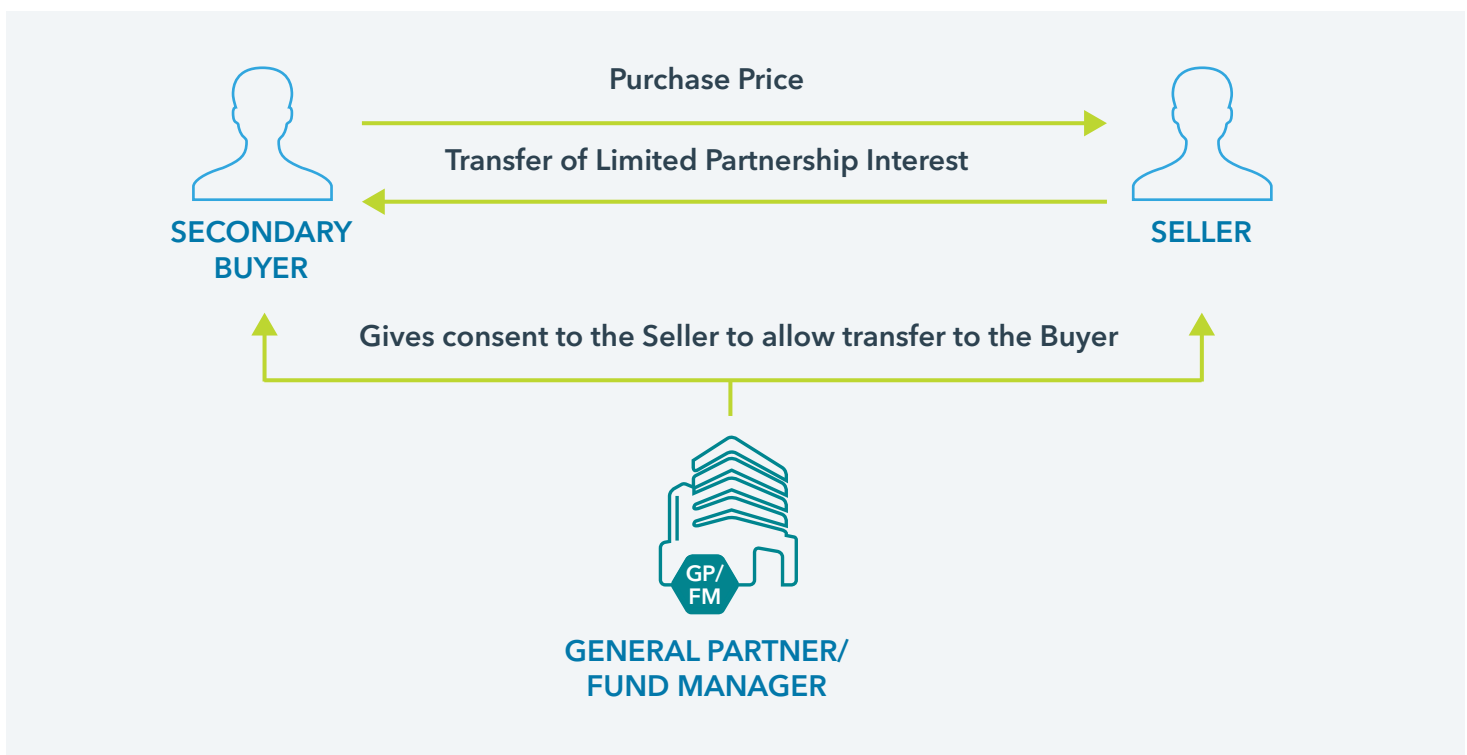 Purchase Price
Transfer of Limited Partnership Interest
SECONDARY
BUYER
SELLER
Gives consent to the Seller to allow transfer to the Buyer
GP/
FM
GENERAL PARTNER/
FUND MANAGER